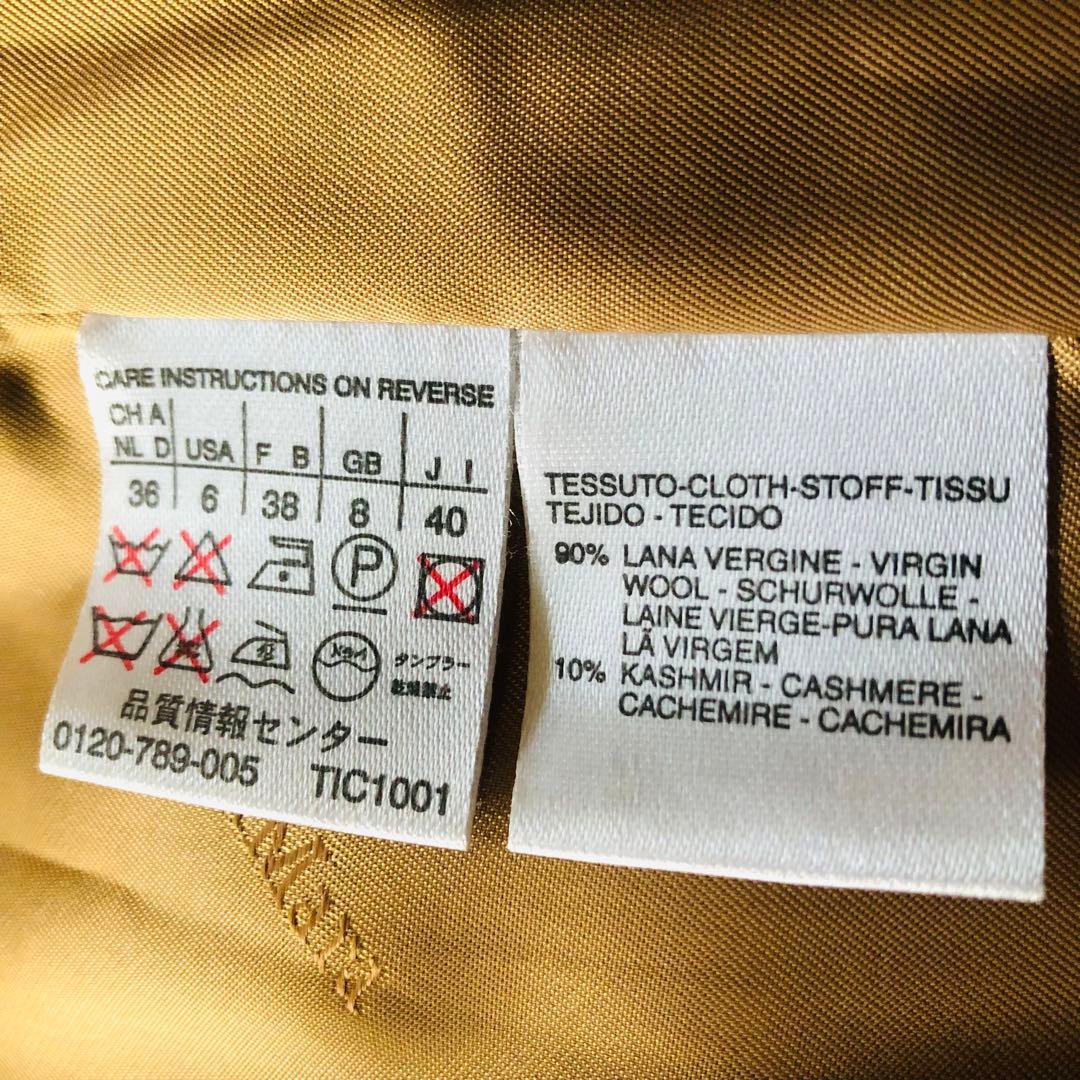 CARE INSTRUCTIONS ON REVERSE
CH A
NL D USA F B GB J I
36 6 38 8 40
P
ドライ タンブラー
乾燥禁止
品質情報センター
0120-789-005 TIC1001
TESSUTO-CLOTH-STOFF-TISSU
TEJIDO - TECIDO
90% LANA VERGINE - VIRGIN
WOOL - SCHURWOLLE -
LAINE VIERGE-PURA LANA
LÃ VIRGEM
10% KASHMIR - CASHMERE -
CACHEMIRE - CACHEMIRA